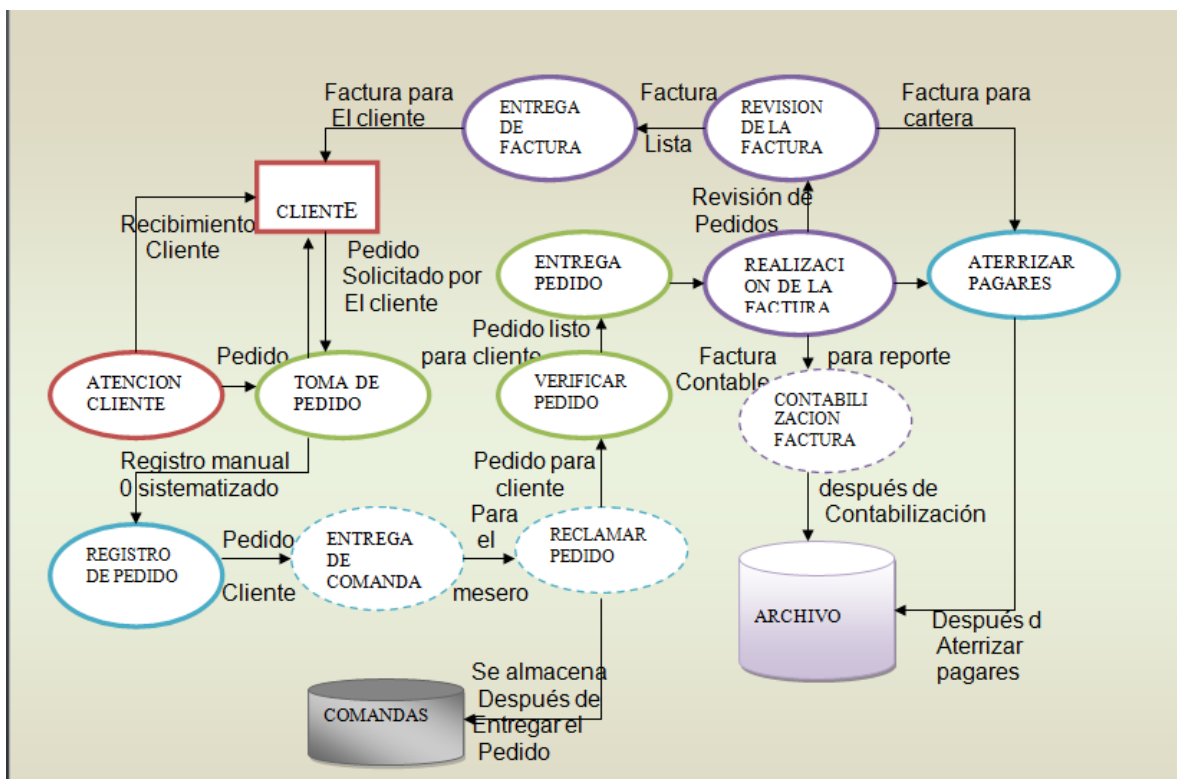 Factura para
El cliente
ENTREGA
DE
FACTURA
Factura
Lista
REVISION
DE LA
FACTURA
Factura para
cartera
CLIENTE
Recibimiento
Cliente
Pedido
Solicitado por
El cliente
Revisión de
Pedidos
ENTREGA
PEDIDO
REALIZACI
ON DE LA
FACTURA
ATERRIZAR
PAGARES
Pedido listo
para cliente
Factura
Contable
para reporte
ATENCION
CLIENTE
Pedido
TOMA DE
PEDIDO
VERIFICAR
PEDIDO
CONTABILI
ZACION
FACTURA
Registro manual
0 sistematizado
Pedido para
cliente
después de
Contabilización
REGISTRO
DE PEDIDO
Pedido
Cliente
ENTREGA
DE
COMANDA
Para
el
mesero
RECLAMAR
PEDIDO
ARCHIVO
Después d
Aterrizar
pagares
COMANDAS
Se almacena
Después de
Entregar el
Pedido